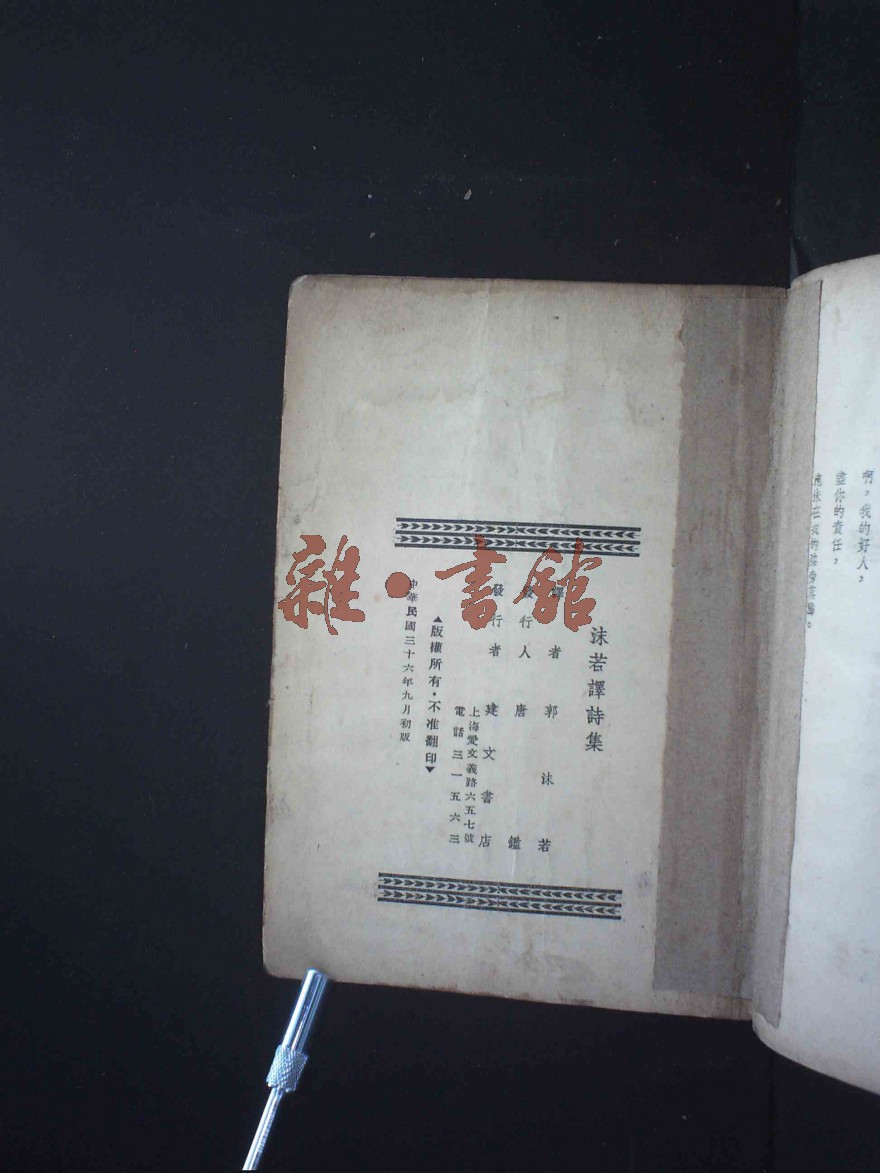 啊，我的好人，
盡你的責任，
沫若譯詩集
譯者 郭沫若
發行人 唐鑑
發行者 建文書店
上海愛文義路六五七號
電話三一五六三
▲版權所有・不准翻印▼
中華民國三十六年九月初版
雜・書館